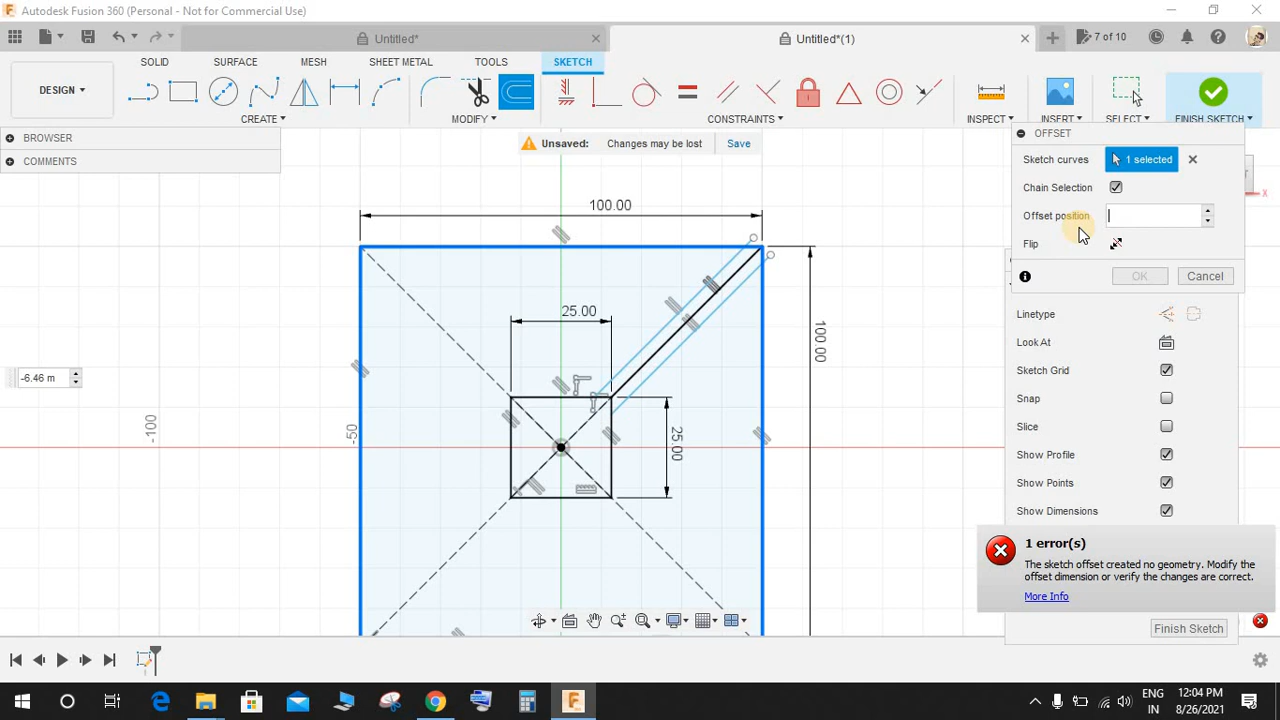 Autodesk Fusion 360 (Personal - Not for Commercial Use)
Untitled*
Untitled*(1)
7 of 10
SOLID
SURFACE
MESH
SHEET METAL
TOOLS
SKETCH
DESIGN
CREATE
MODIFY
CONSTRAINTS
INSPECT
INSERT
SELECT
FINISH SKETCH
BROWSER
COMMENTS
Unsaved: Changes may be lost Save
OFFSET
Sketch curves 1 selected
Chain Selection
Offset position
Flip
OK Cancel
100.00
25.00
100.00
25.00
-6.46 m
-100
-50
Linetype
Look At
Sketch Grid
Snap
Slice
Show Profile
Show Points
Show Dimensions
1 error(s)
The sketch offset created no geometry. Modify the
offset dimension or verify the changes are correct.
More Info
Finish Sketch
ENG
IN
12:04 PM
8/26/2021